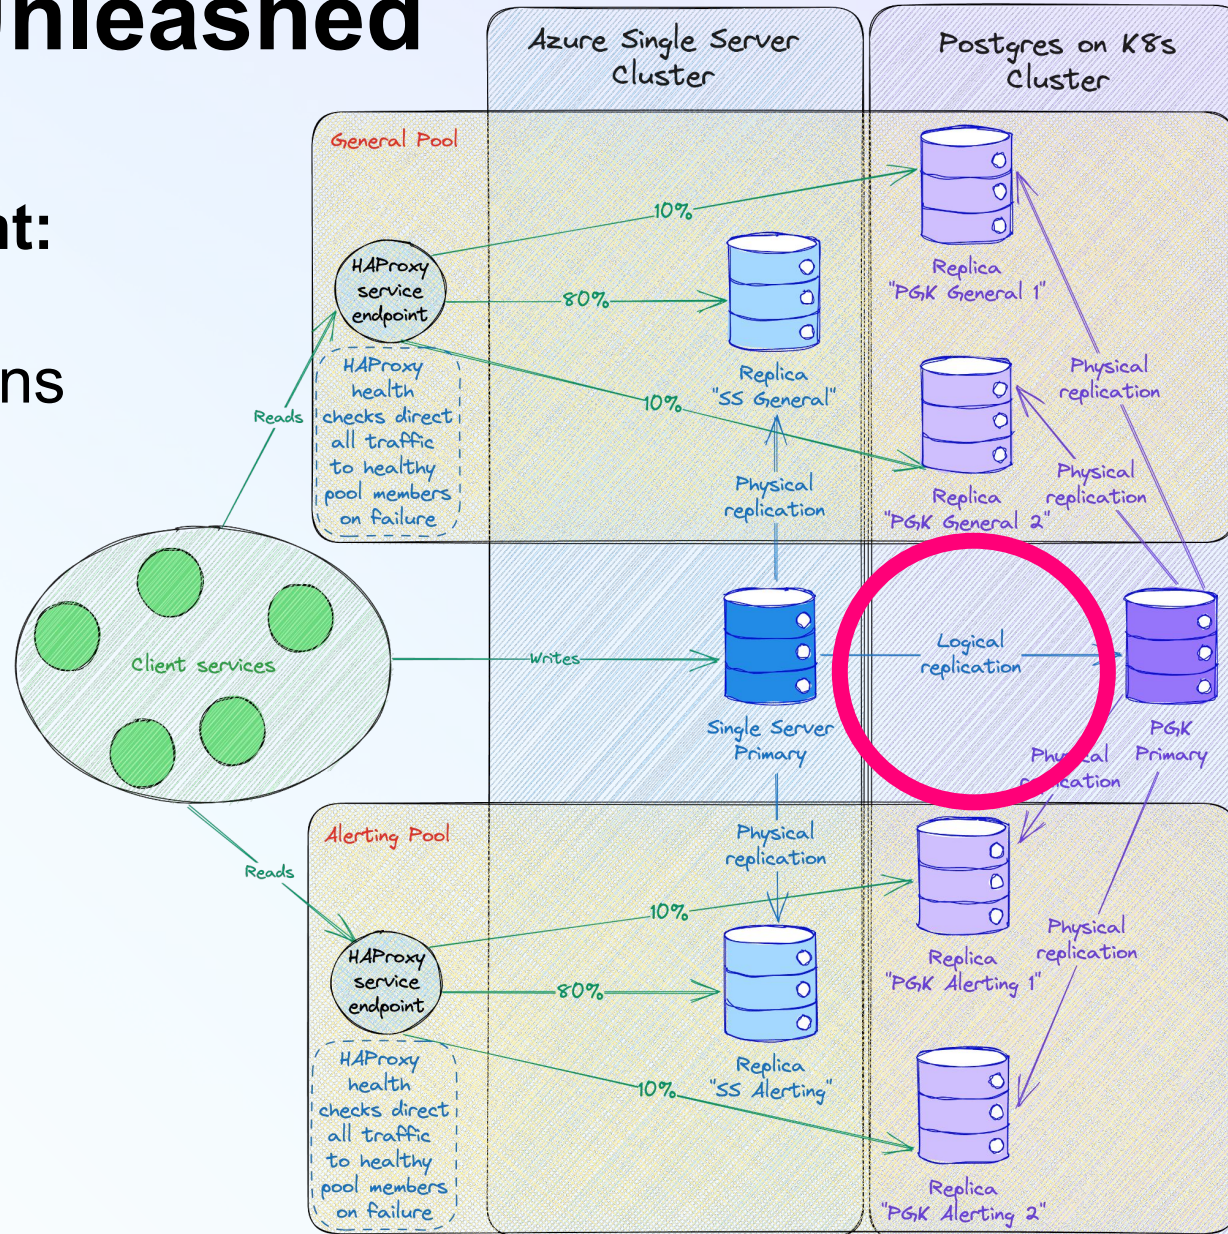 Unleashed
nt:
ns
Azure Single Server
Cluster
Postgres on K8s
Cluster
General Pool
10%
HAProxy
service
endpoint
80%
Replica
"PGK General 1"
HAProxy
health
checks direct
all traffic
to healthy
pool members
on failure
Replica
"SS General"
10%
Physical
replication
Reads
Physical
replication
Physical
replication
Replica
"PGK General 2"
Client services
Writes
Logical
replication
Single Server
Primary
PGK
Primary
Physical
replication
Alerting Pool
Physical
replication
Reads
10%
HAProxy
service
endpoint
80%
Replica
"PGK Alerting 1"
Physical
replication
HAProxy
health
checks direct
all traffic
to healthy
pool members
on failure
Replica
"SS Alerting"
10%
Replica
"PGK Alerting 2"